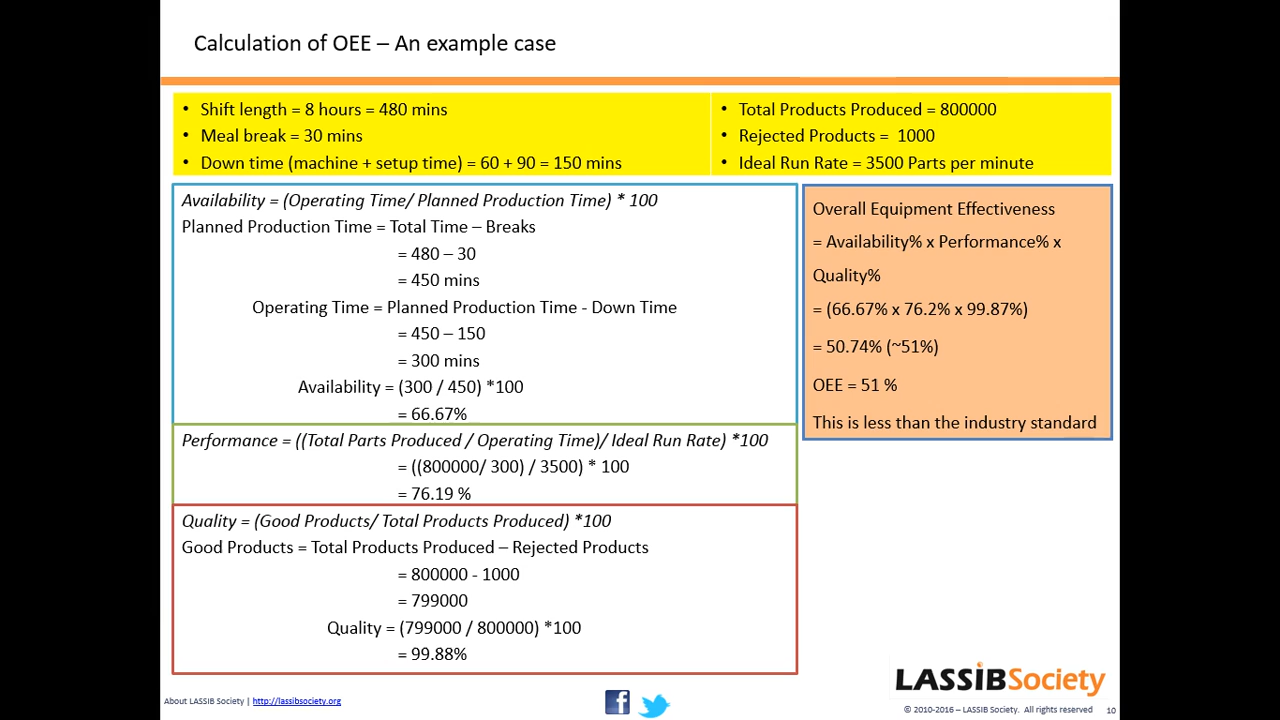 Calculation of OEE – An example case
• Shift length = 8 hours = 480 mins
• Meal break = 30 mins
• Down time (machine + setup time) = 60 + 90 = 150 mins
• Total Products Produced = 800000
• Rejected Products =  1000
• Ideal Run Rate = 3500 Parts per minute
Availability = (Operating Time/ Planned Production Time) * 100
Planned Production Time = Total Time – Breaks
= 480 – 30
= 450 mins
Operating Time = Planned Production Time - Down Time
= 450 – 150
= 300 mins
Availability = (300 / 450) *100
= 66.67%
Performance = ((Total Parts Produced / Operating Time)/ Ideal Run Rate) *100
= ((800000/ 300) / 3500) * 100
= 76.19 %
Quality = (Good Products/ Total Products Produced) *100
Good Products = Total Products Produced – Rejected Products
= 800000 - 1000
= 799000
Quality = (799000 / 800000) *100
= 99.88%
Overall Equipment Effectiveness
= Availability% x Performance% x
Quality%
= (66.67% x 76.2% x 99.87%)
= 50.74% (~51%)
OEE = 51 %
This is less than the industry standard
LASSIBSociety
About LASSIB Society | http://lassibsociety.org
© 2010-2016 – LASSIB Society.  All rights reserved
10